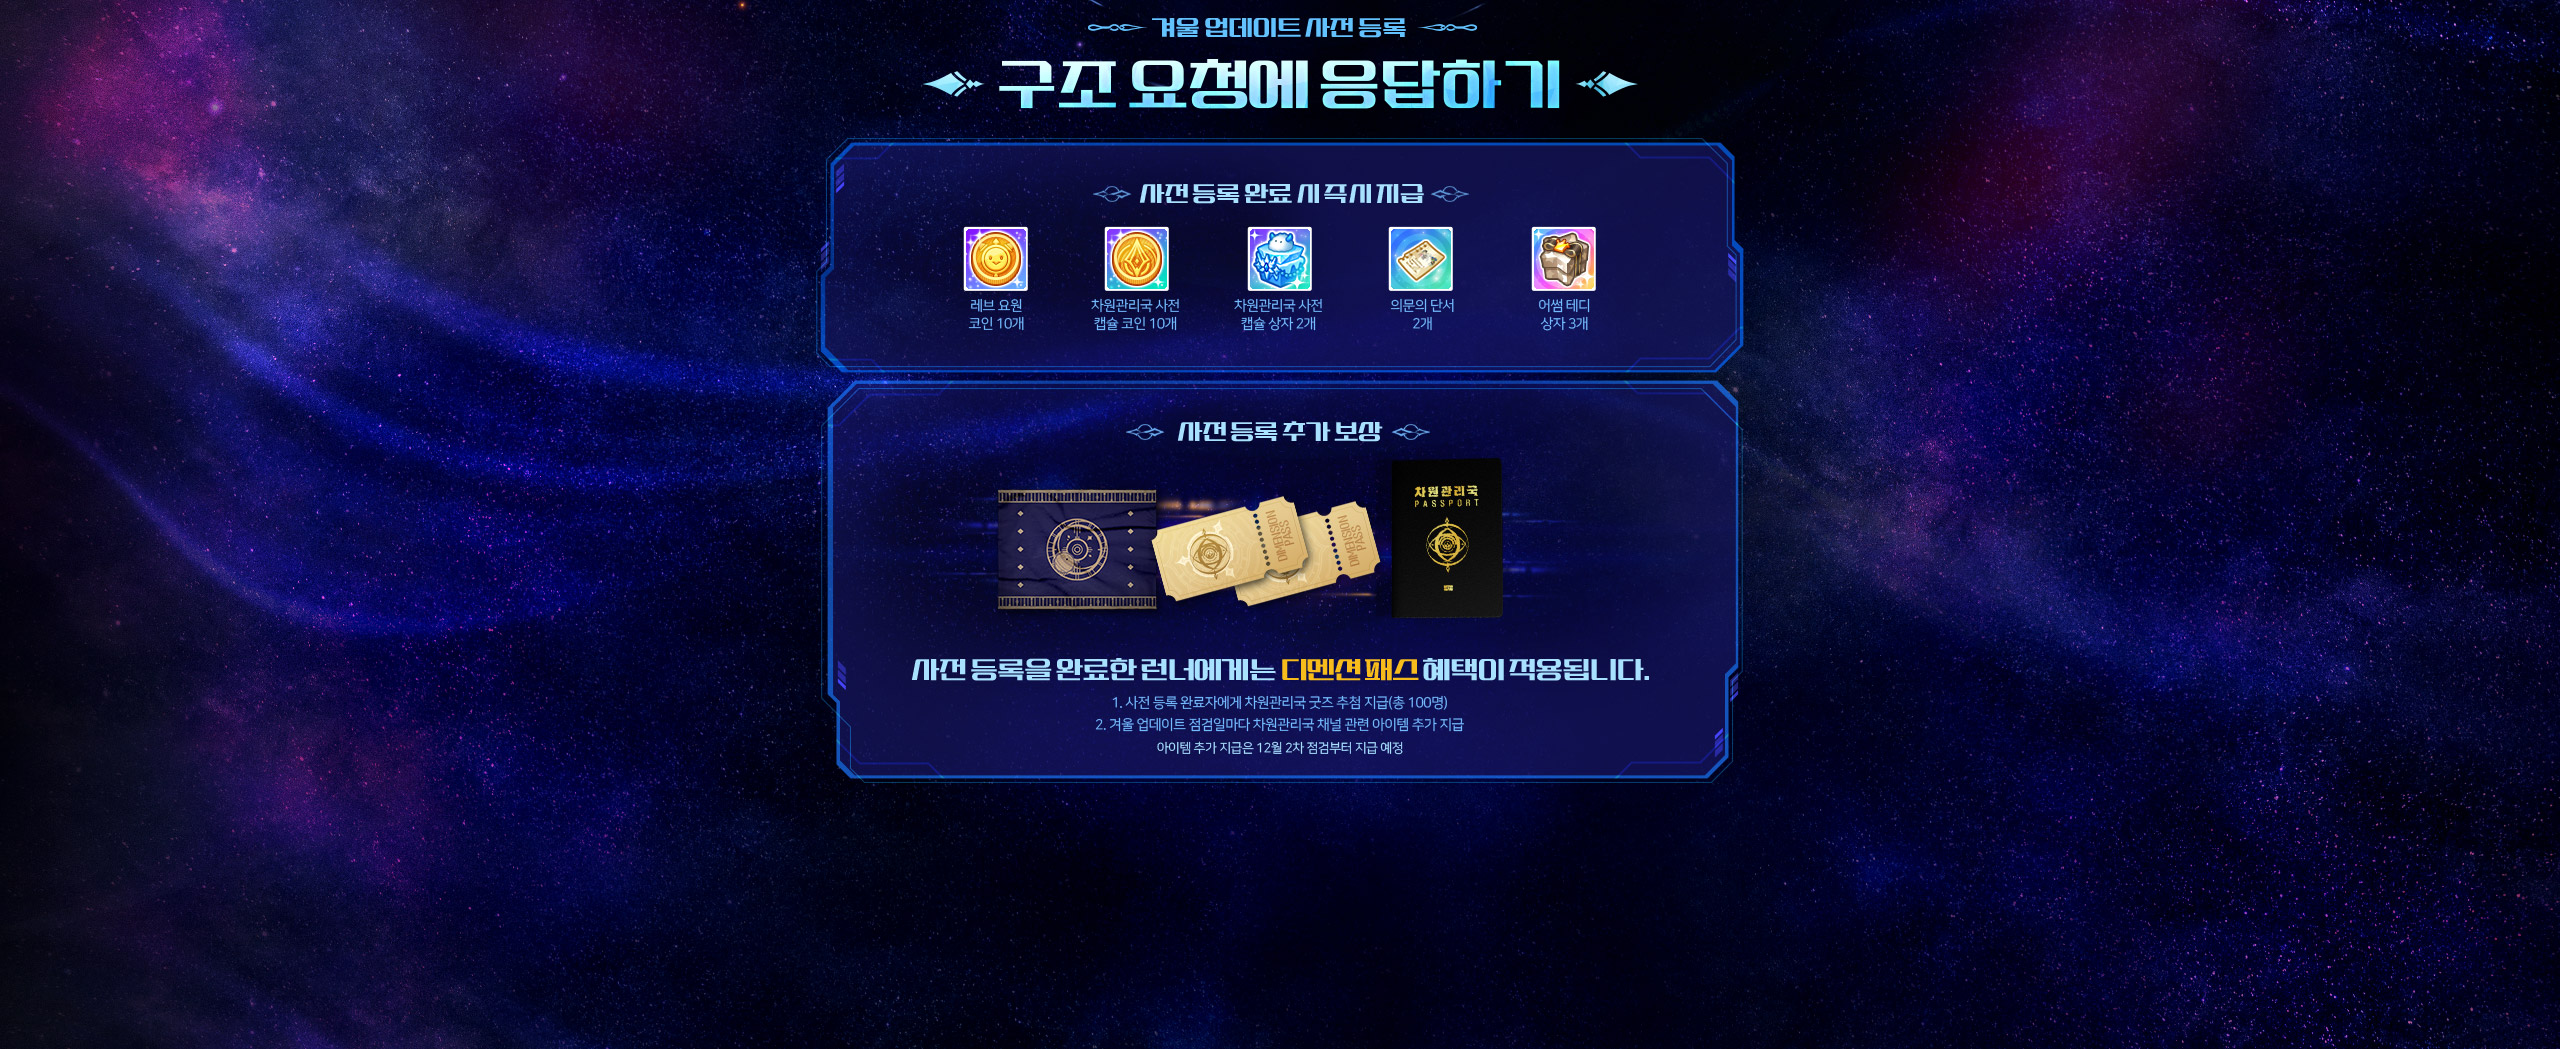 겨울 업데이트 사전 등록
구조 요청에 응답하기
사전 등록 완료 시 즉시 지급
레브 요원
코인 10개
차원관리국 사전
캡슐 코인 10개
차원관리국 사전
캡슐 상자 2개
의문의 단서
2개
어썸 테디
상자 3개
사전 등록 추가 보상
DIMENSION
PASS
DIMENSION
PASS
차원관리국
PASSPORT
사전 등록을 완료한 런너에게는 디멘션 패스 혜택이 적용됩니다.
1. 사전 등록 완료자에게 차원관리국 굿즈 추첨 지급(총 100명)
2. 겨울 업데이트 점검일마다 차원관리국 채널 관련 아이템 추가 지급
아이템 추가 지급은 12월 2차 점검부터 지급 예정